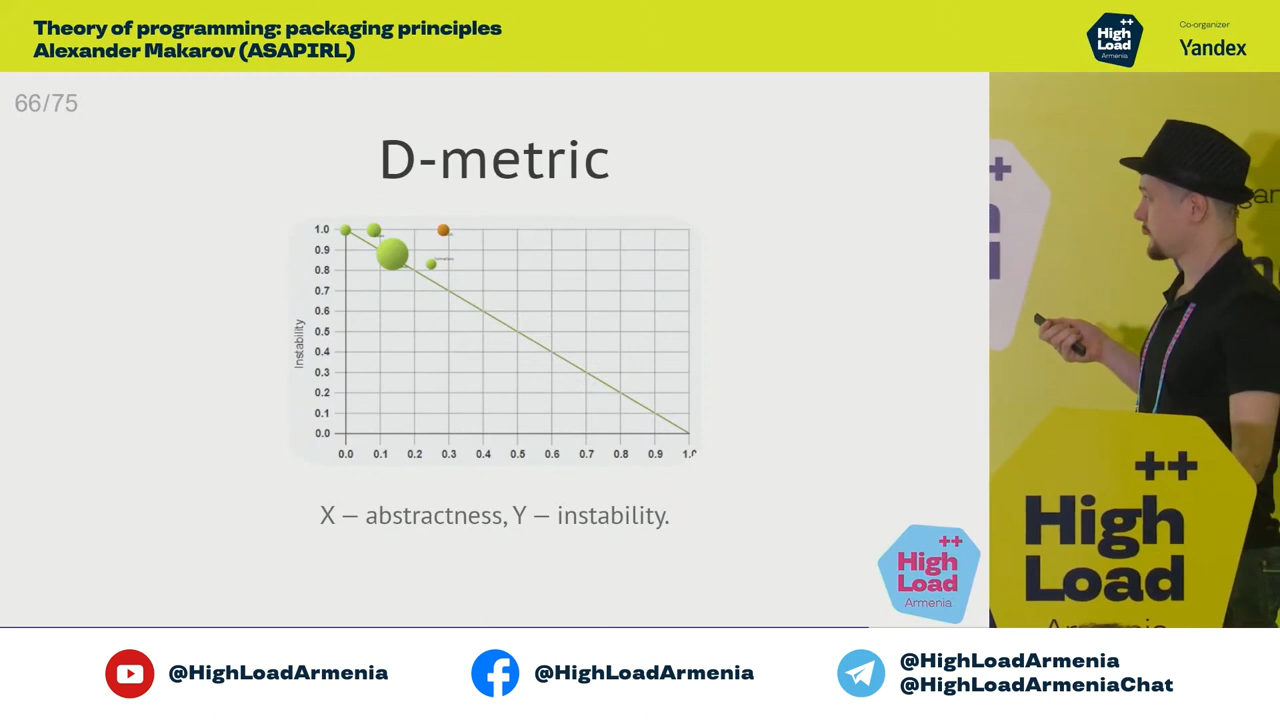 Theory of programming: packaging principles
Alexander Makarov (ASAPIRL)
++
High
Load
Armenia
Co-organizer
Yandex
66/75
D-metric
Instability
1.0
0.9
0.8
0.7
0.6
0.5
0.4
0.3
0.2
0.1
0.0
0.0 0.1 0.2 0.3 0.4 0.5 0.6 0.7 0.8 0.9
X — abstractness, Y — instability.
++
High
Load
Armenia
++
High
Load
@HighLoadArmenia
@HighLoadArmenia
@HighLoadArmenia
@HighLoadArmeniaChat